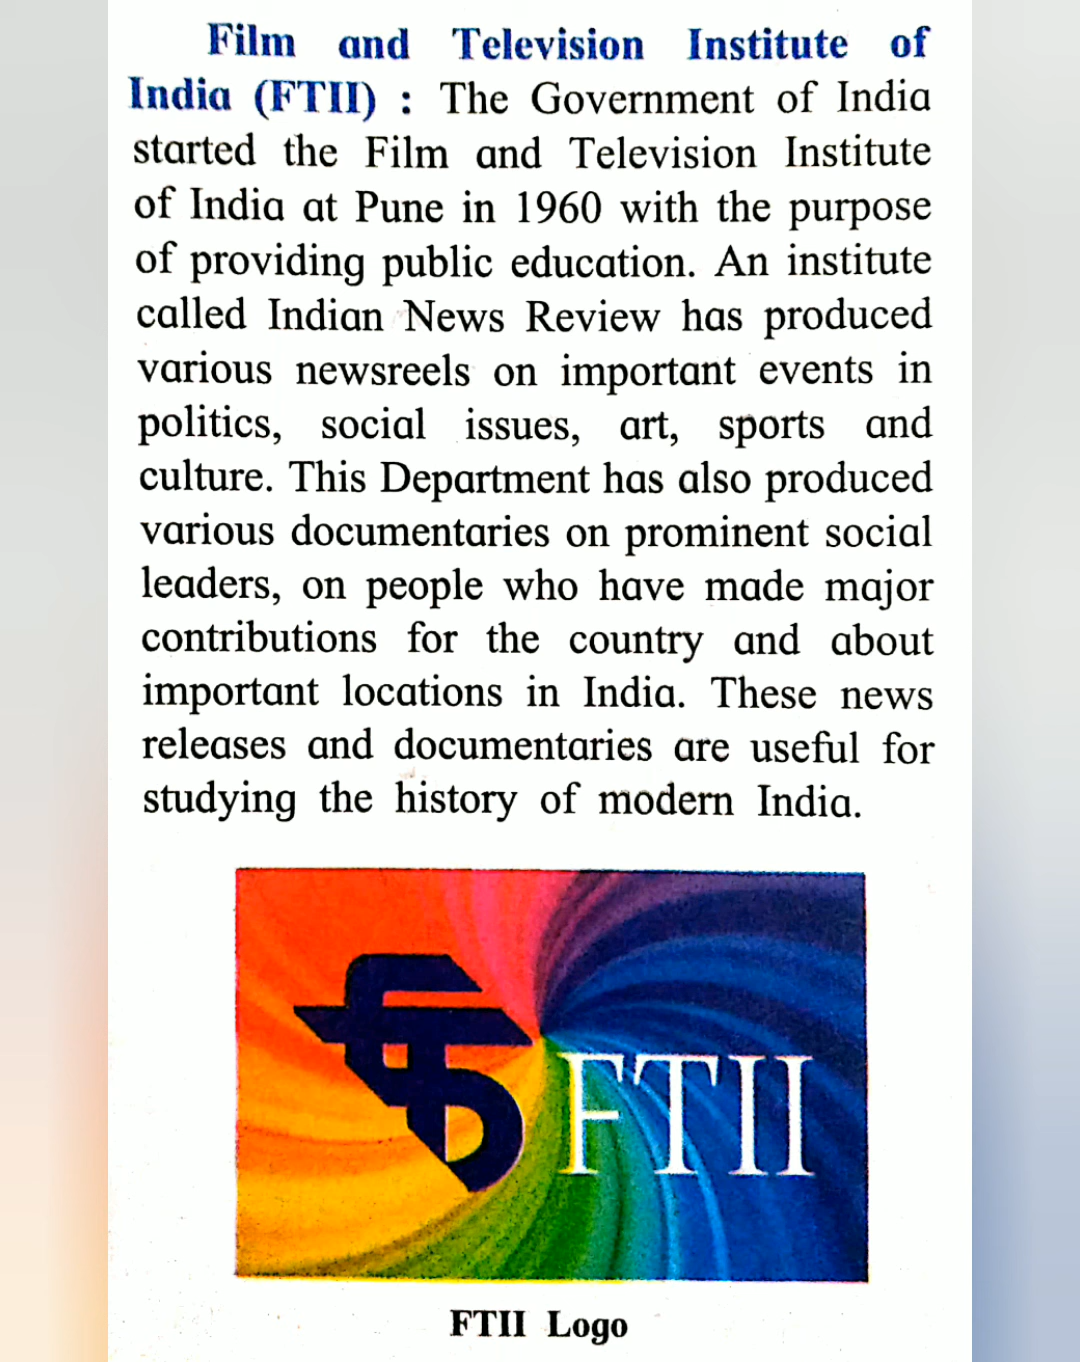 Film and Television Institute of
India (FTII) : The Government of India
started the Film and Television Institute
of India at Pune in 1960 with the purpose
of providing public education. An institute
called Indian News Review has produced
various newsreels on important events in
politics, social issues, art, sports and
culture. This Department has also produced
various documentaries on prominent social
leaders, on people who have made major
contributions for the country and about
important locations in India. These news
releases and documentaries are useful for
studying the history of modern India.
FTII
FTII Logo